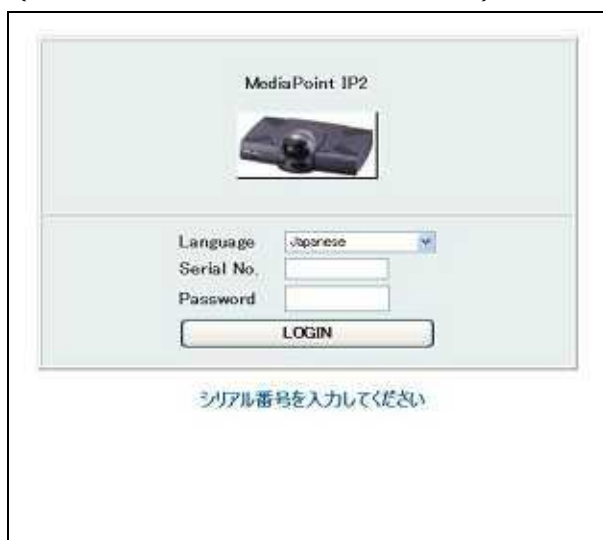 MediaPoint IP2
Language Japanese
Serial No.
Password
LOGIN
シリアル番号を入力してください